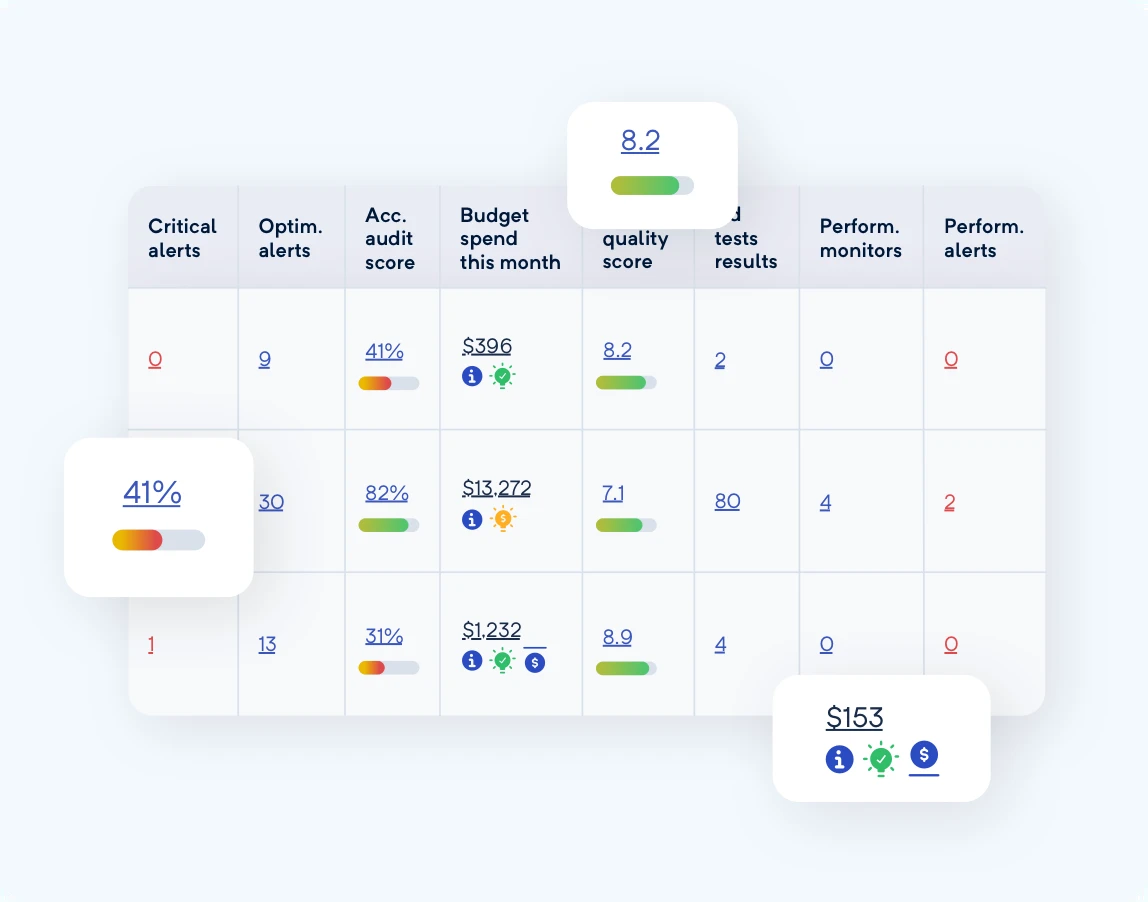 8.2
Critical
alerts
Optim.
alerts
Acc.
audit
score
Budget
spend
this month
quality
score
tests
results
Perform.
monitors
Perform.
alerts
0
9
41%
$396
8.2
2
0
0
41%
30
82%
$13,272
7.1
80
4
2
1
13
31%
$1,232
8.9
4
0
0
$153